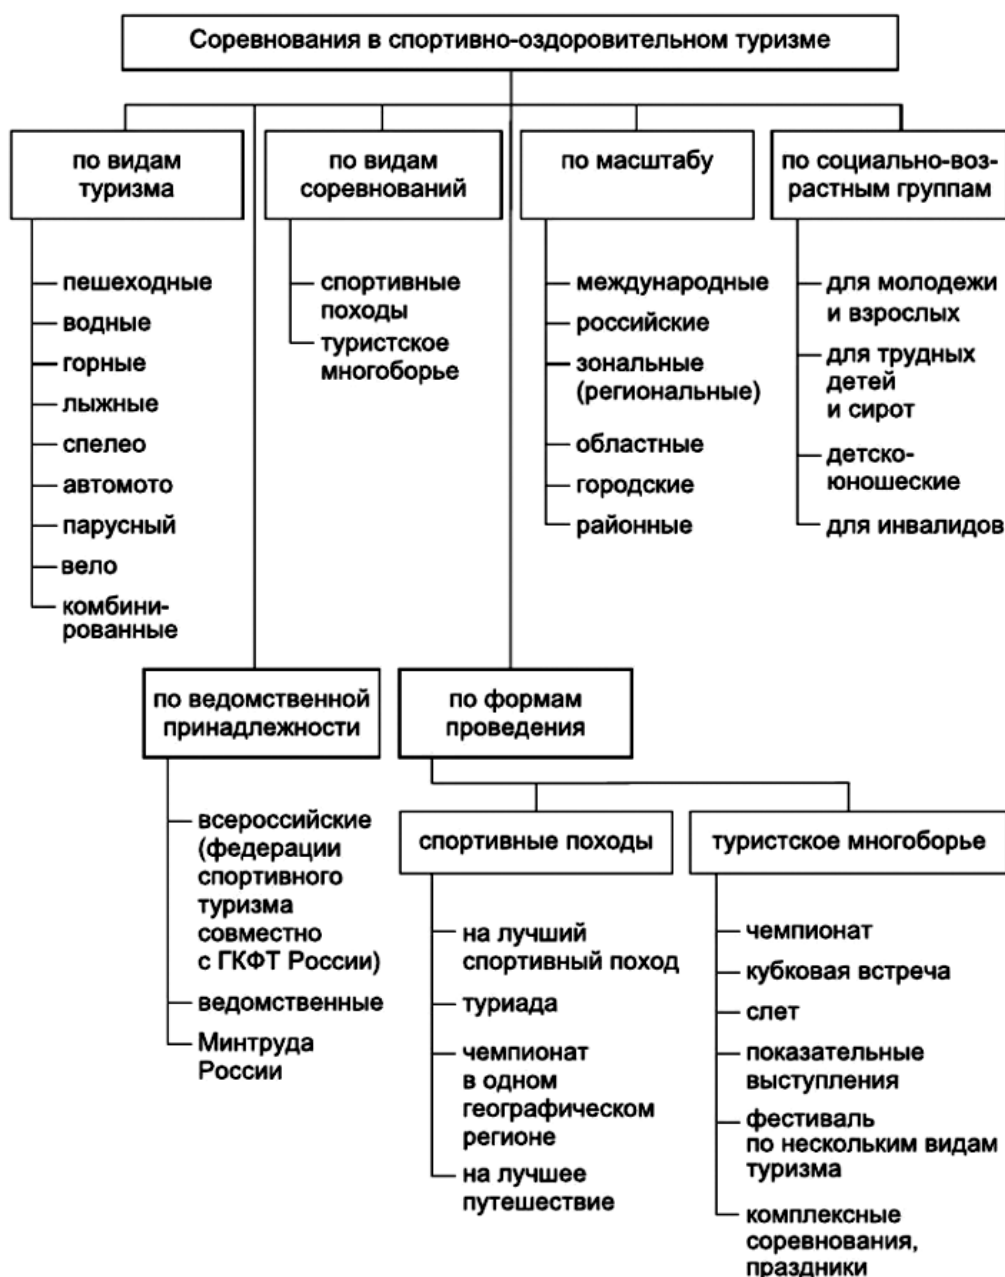 Соревнования в спортивно-оздоровительном туризме
по видам
туризма
пешеходные
водные
горные
лыжные
спелео
автомото
парусный
вело
комбини-
рованные
по видам
соревнований
спортивные
походы
туристское
многоборье
по масштабу
международные
российские
зональные
(региональные)
областные
городские
районные
по социально-воз-
растным группам
для молодежи
и взрослых
для трудных
детей
и сирот
детско-
юношеские
для инвалидов
по ведомственной
принадлежности
всероссийские
(федерации
спортивного
туризма
совместно
с ГКФТ России)
ведомственные
Минтруда
России
по формам
проведения
спортивные походы
на лучший
спортивный поход
туриада
чемпионат
в одном
географическом
регионе
на лучшее
путешествие
туристское многоборье
чемпионат
кубковая встреча
слет
показательные
выступления
фестиваль
по нескольким видам
туризма
комплексные
соревнования,
праздники